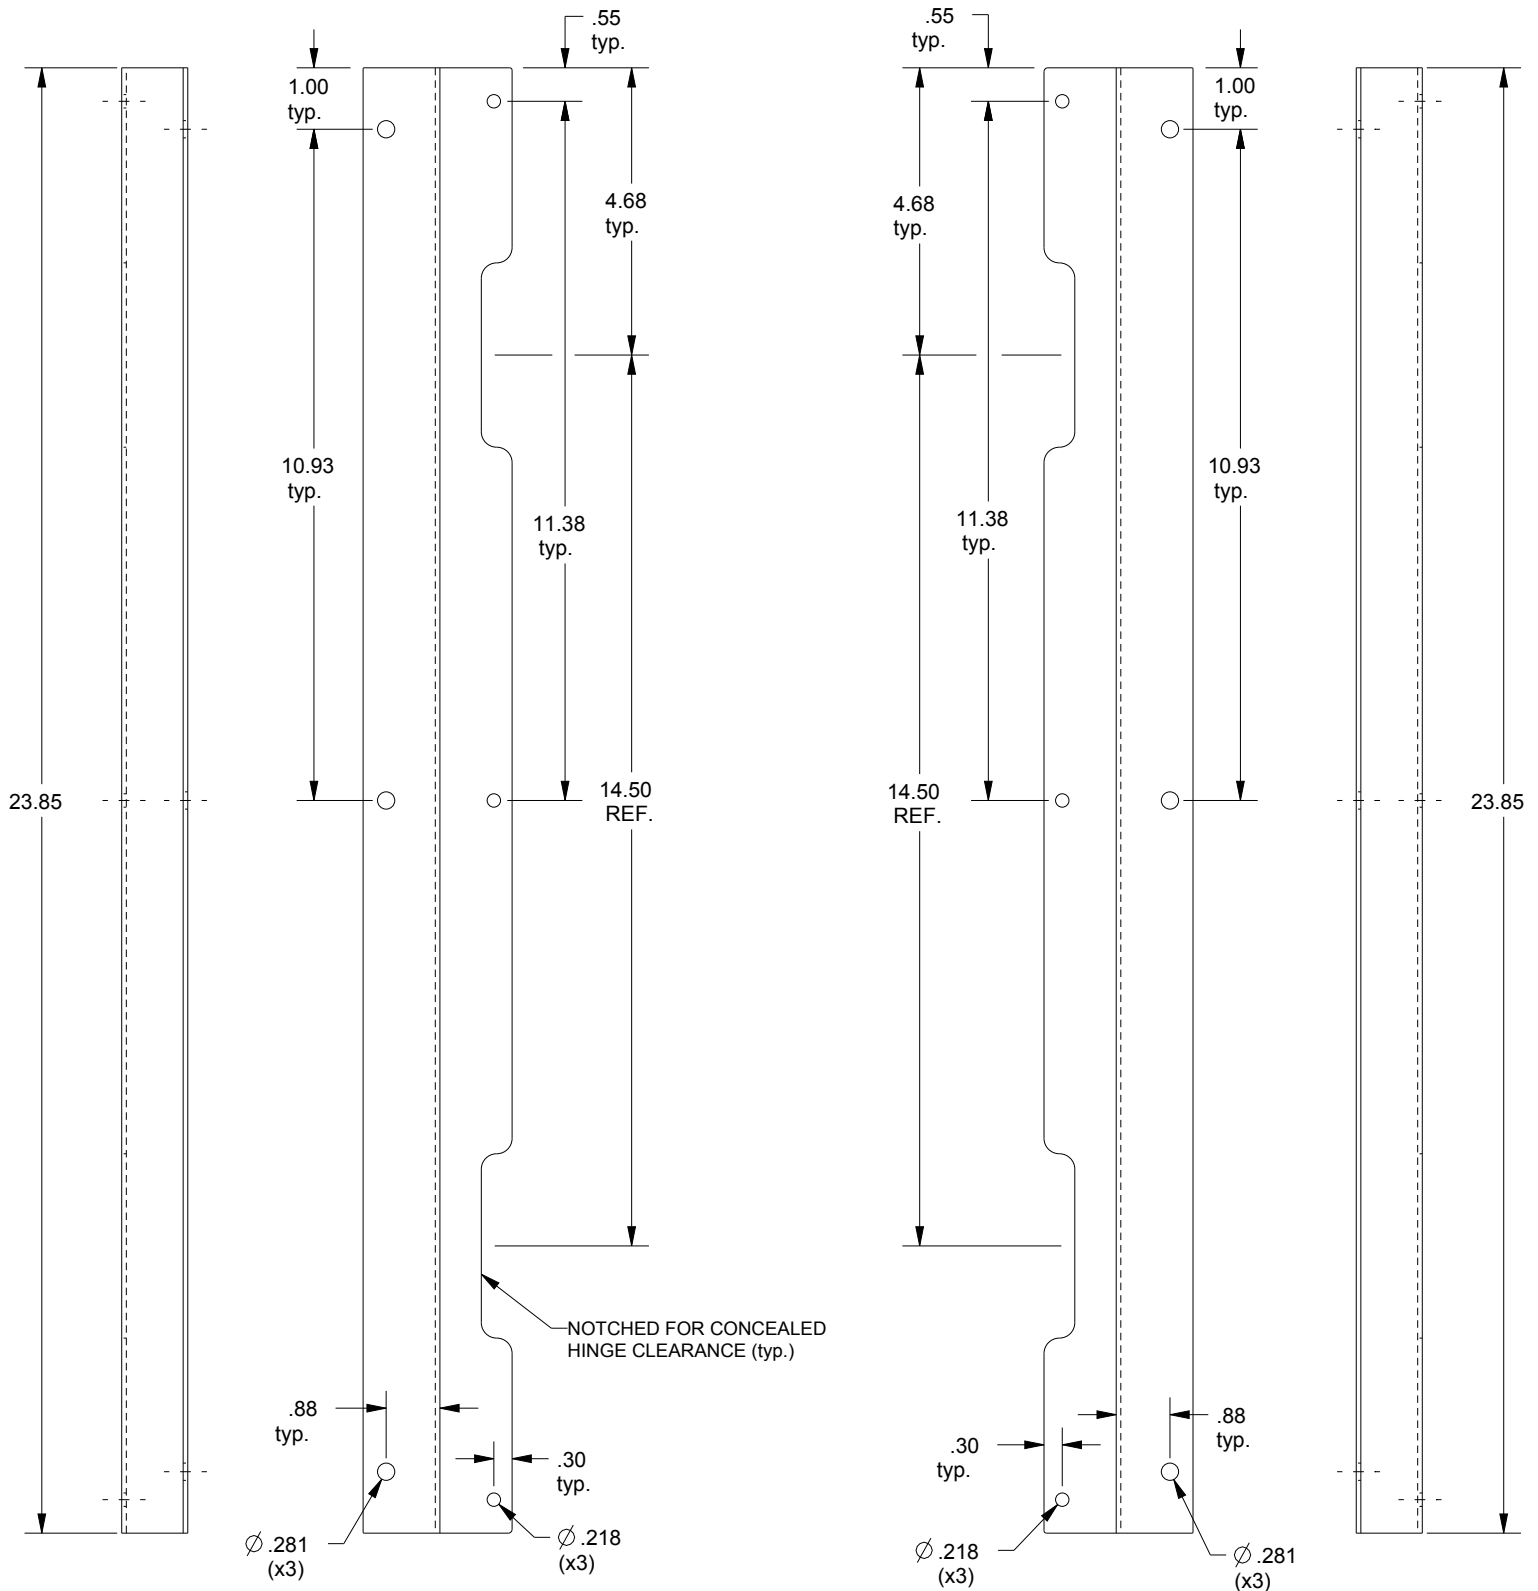 .55
typ.
.55
typ.
1.00
typ.
1.00
typ.
4.68
typ.
4.68
typ.
10.93
typ.
10.93
typ.
11.38
typ.
11.38
typ.
23.85
14.50
REF.
14.50
REF.
23.85
NOTCHED FOR CONCEALED
HINGE CLEARANCE (typ.)
.88
typ.
.30
typ.
.30
typ.
.88
typ.
∅ .281
(x3)
∅ .218
(x3)
∅ .218
(x3)
∅ .281
(x3)